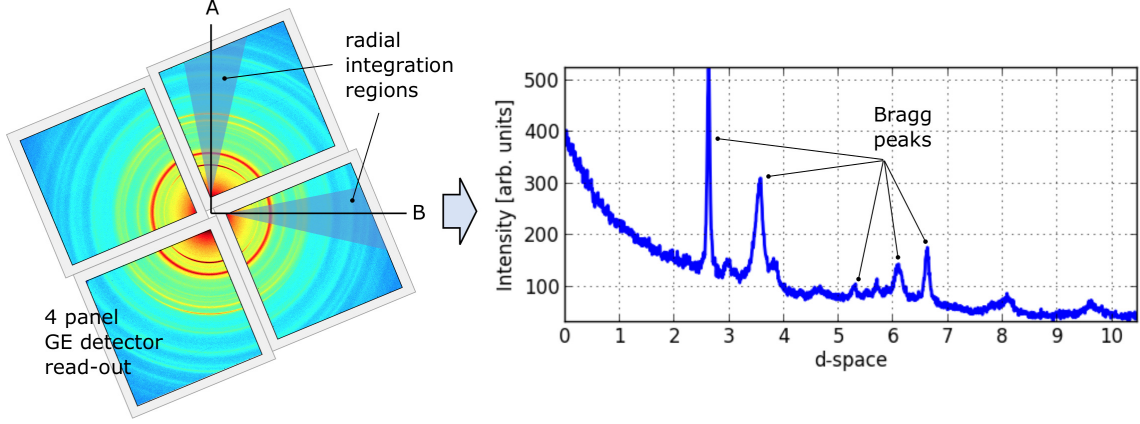 A
radial
integration
regions
B
4 panel
GE detector
read-out
Intensity [arb. units]
500
400
300
200
100
Bragg
peaks
0 1 2 3 4 5 6 7 8 9 10
d-space